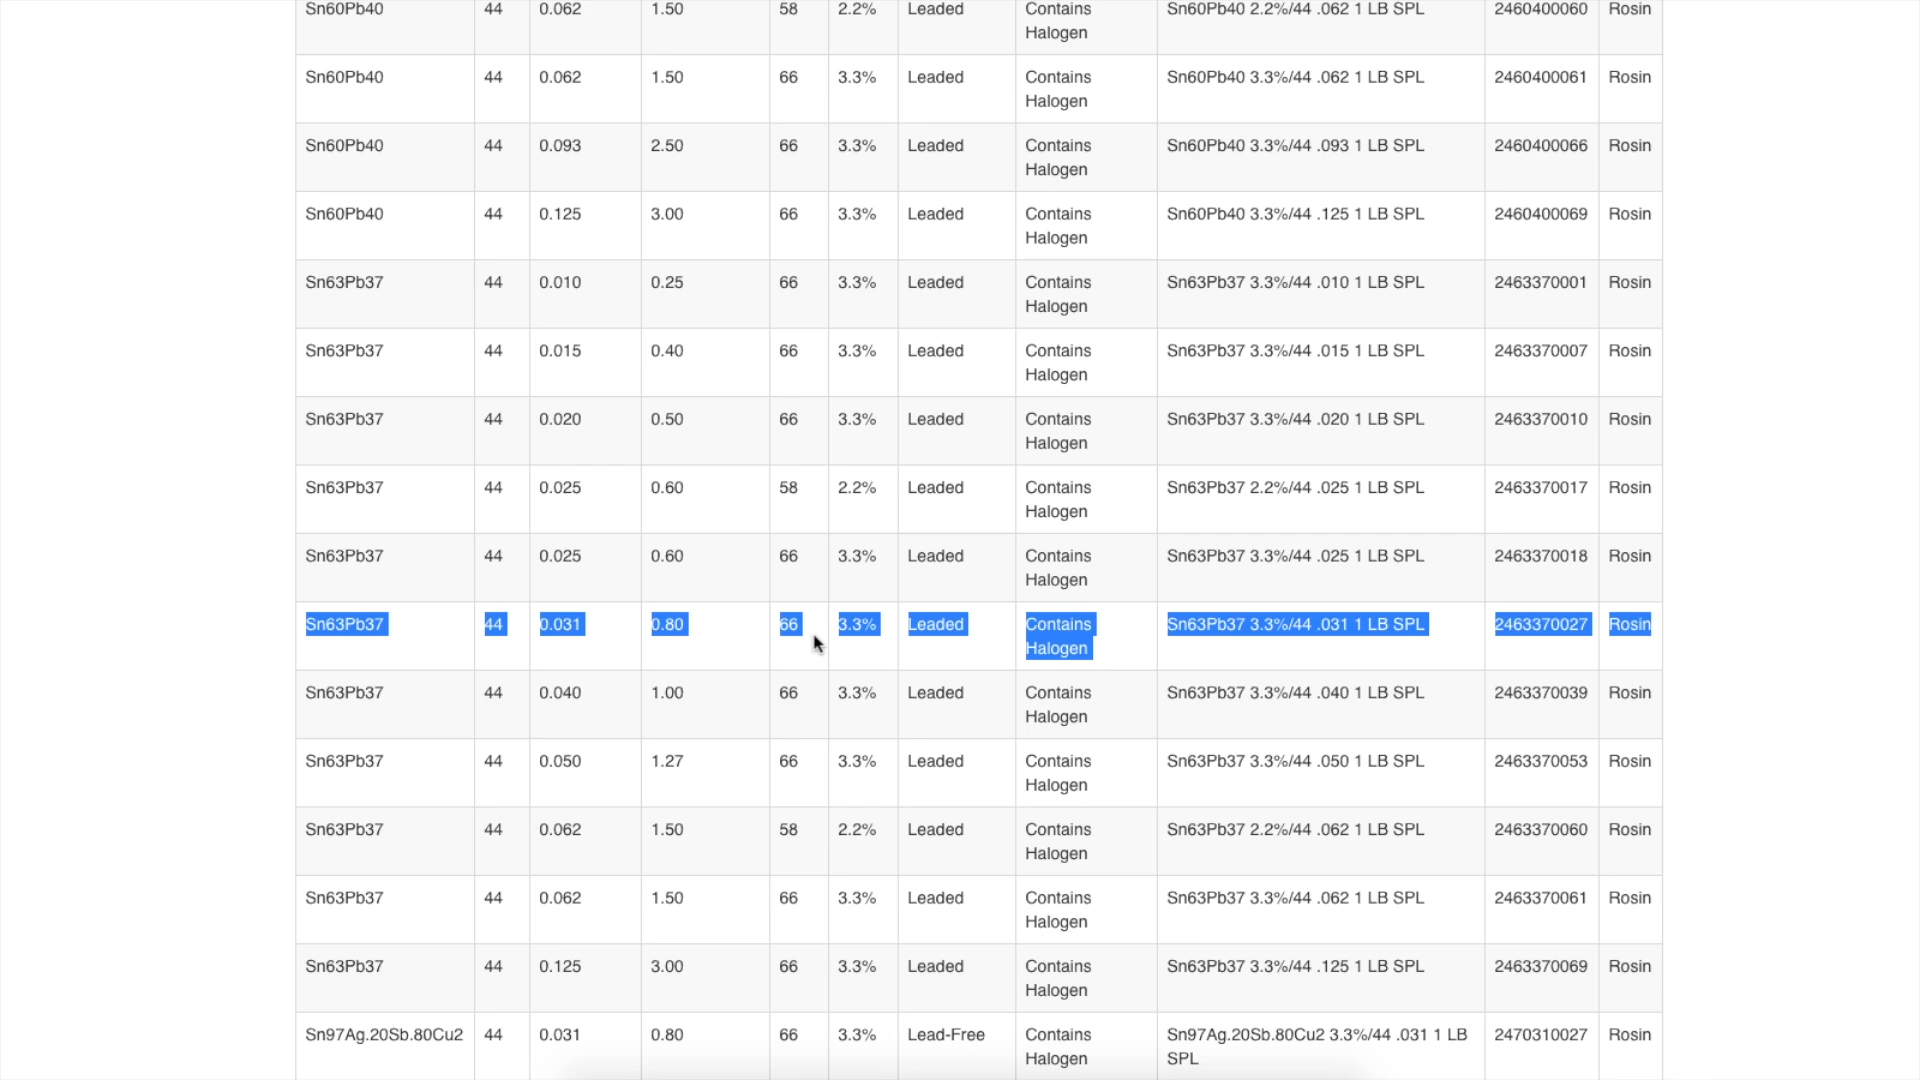 Sn60Pb40 44 0.062 1.50 58 2.2% Leaded Contains Sn60Pb40 2.2%/44 .062 1 LB SPL 2460400060 Rosin
Halogen
Sn60Pb40 44 0.062 1.50 66 3.3% Leaded Contains Sn60Pb40 3.3%/44 .062 1 LB SPL 2460400061 Rosin
Halogen
Sn60Pb40 44 0.093 2.50 66 3.3% Leaded Contains Sn60Pb40 3.3%/44 .093 1 LB SPL 2460400066 Rosin
Halogen
Sn60Pb40 44 0.125 3.00 66 3.3% Leaded Contains Sn60Pb40 3.3%/44 .125 1 LB SPL 2460400069 Rosin
Halogen
Sn63Pb37 44 0.010 0.25 66 3.3% Leaded Contains Sn63Pb37 3.3%/44 .010 1 LB SPL 2463370001 Rosin
Halogen
Sn63Pb37 44 0.015 0.40 66 3.3% Leaded Contains Sn63Pb37 3.3%/44 .015 1 LB SPL 2463370007 Rosin
Halogen
Sn63Pb37 44 0.020 0.50 66 3.3% Leaded Contains Sn63Pb37 3.3%/44 .020 1 LB SPL 2463370010 Rosin
Halogen
Sn63Pb37 44 0.025 0.60 58 2.2% Leaded Contains Sn63Pb37 2.2%/44 .025 1 LB SPL 2463370017 Rosin
Halogen
Sn63Pb37 44 0.025 0.60 66 3.3% Leaded Contains Sn63Pb37 3.3%/44 .025 1 LB SPL 2463370018 Rosin
Halogen
Sn63Pb37 44 0.031 0.80 66 3.3% Leaded Contains Sn63Pb37 3.3%/44 .031 1 LB SPL 2463370027 Rosin
Halogen
Sn63Pb37 44 0.040 1.00 66 3.3% Leaded Contains Sn63Pb37 3.3%/44 .040 1 LB SPL 2463370039 Rosin
Halogen
Sn63Pb37 44 0.050 1.27 66 3.3% Leaded Contains Sn63Pb37 3.3%/44 .050 1 LB SPL 2463370053 Rosin
Halogen
Sn63Pb37 44 0.062 1.50 58 2.2% Leaded Contains Sn63Pb37 2.2%/44 .062 1 LB SPL 2463370060 Rosin
Halogen
Sn63Pb37 44 0.062 1.50 66 3.3% Leaded Contains Sn63Pb37 3.3%/44 .062 1 LB SPL 2463370061 Rosin
Halogen
Sn63Pb37 44 0.125 3.00 66 3.3% Leaded Contains Sn63Pb37 3.3%/44 .125 1 LB SPL 2463370069 Rosin
Halogen
Sn97Ag.20Sb.80Cu2 44 0.031 0.80 66 3.3% Lead-Free Contains Sn97Ag.20Sb.80Cu2 3.3%/44 .031 1 LB 2470310027 Rosin
Halogen SPL